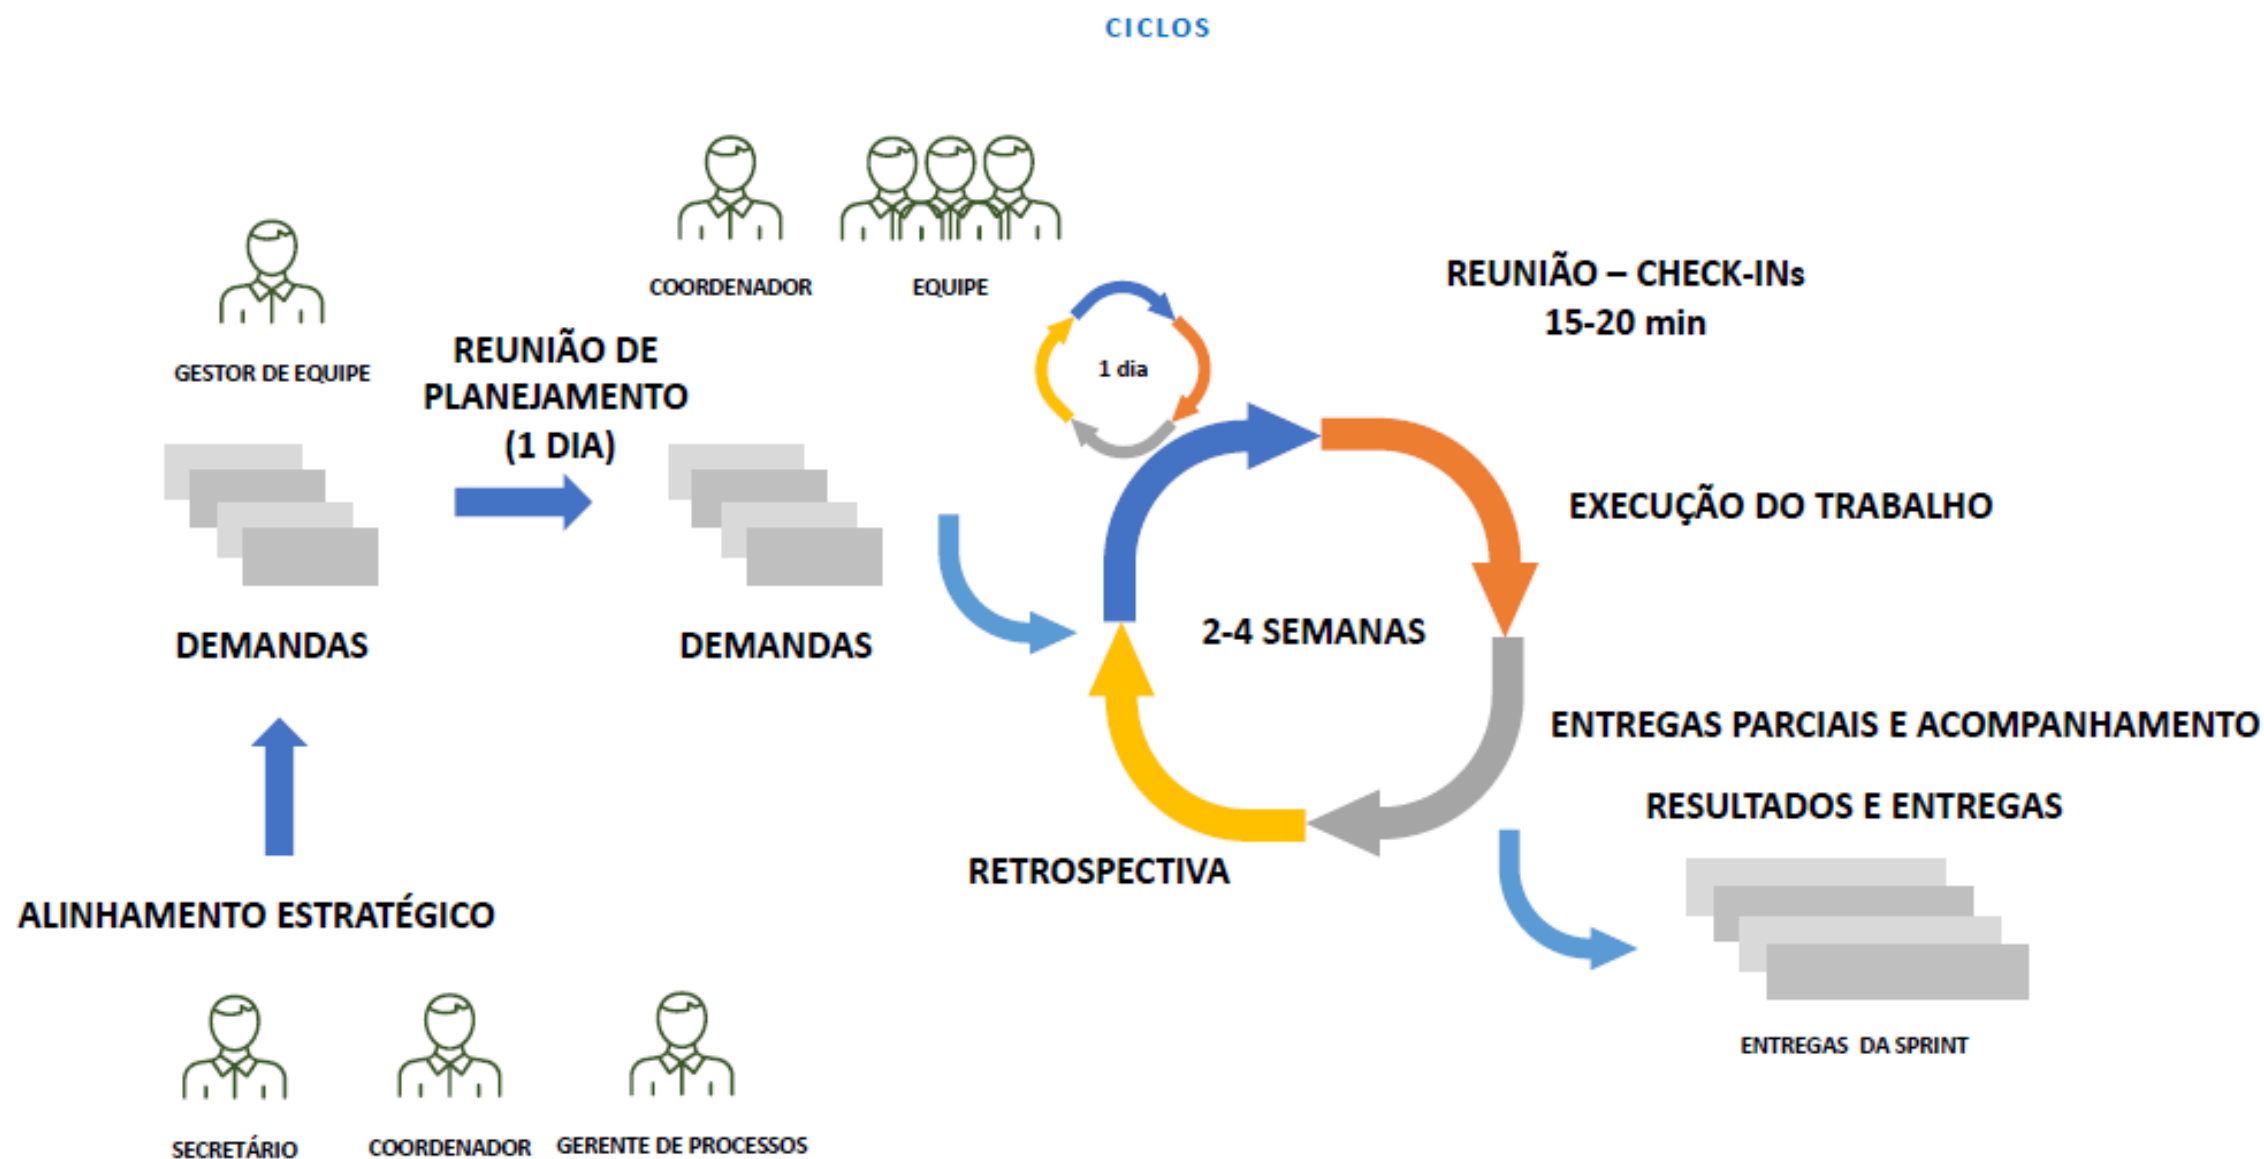 CICLOS
COORDENADOR
EQUIPE
GESTOR DE EQUIPE
REUNIÃO DE
PLANEJAMENTO
(1 DIA)
1 dia
REUNIÃO – CHECK-INs
15-20 min
EXECUÇÃO DO TRABALHO
DEMANDAS
DEMANDAS
2-4 SEMANAS
ENTREGAS PARCIAIS E ACOMPANHAMENTO
RESULTADOS E ENTREGAS
RETROSPECTIVA
ALINHAMENTO ESTRATÉGICO
ENTREGAS DA SPRINT
SECRETÁRIO
COORDENADOR
GERENTE DE PROCESSOS